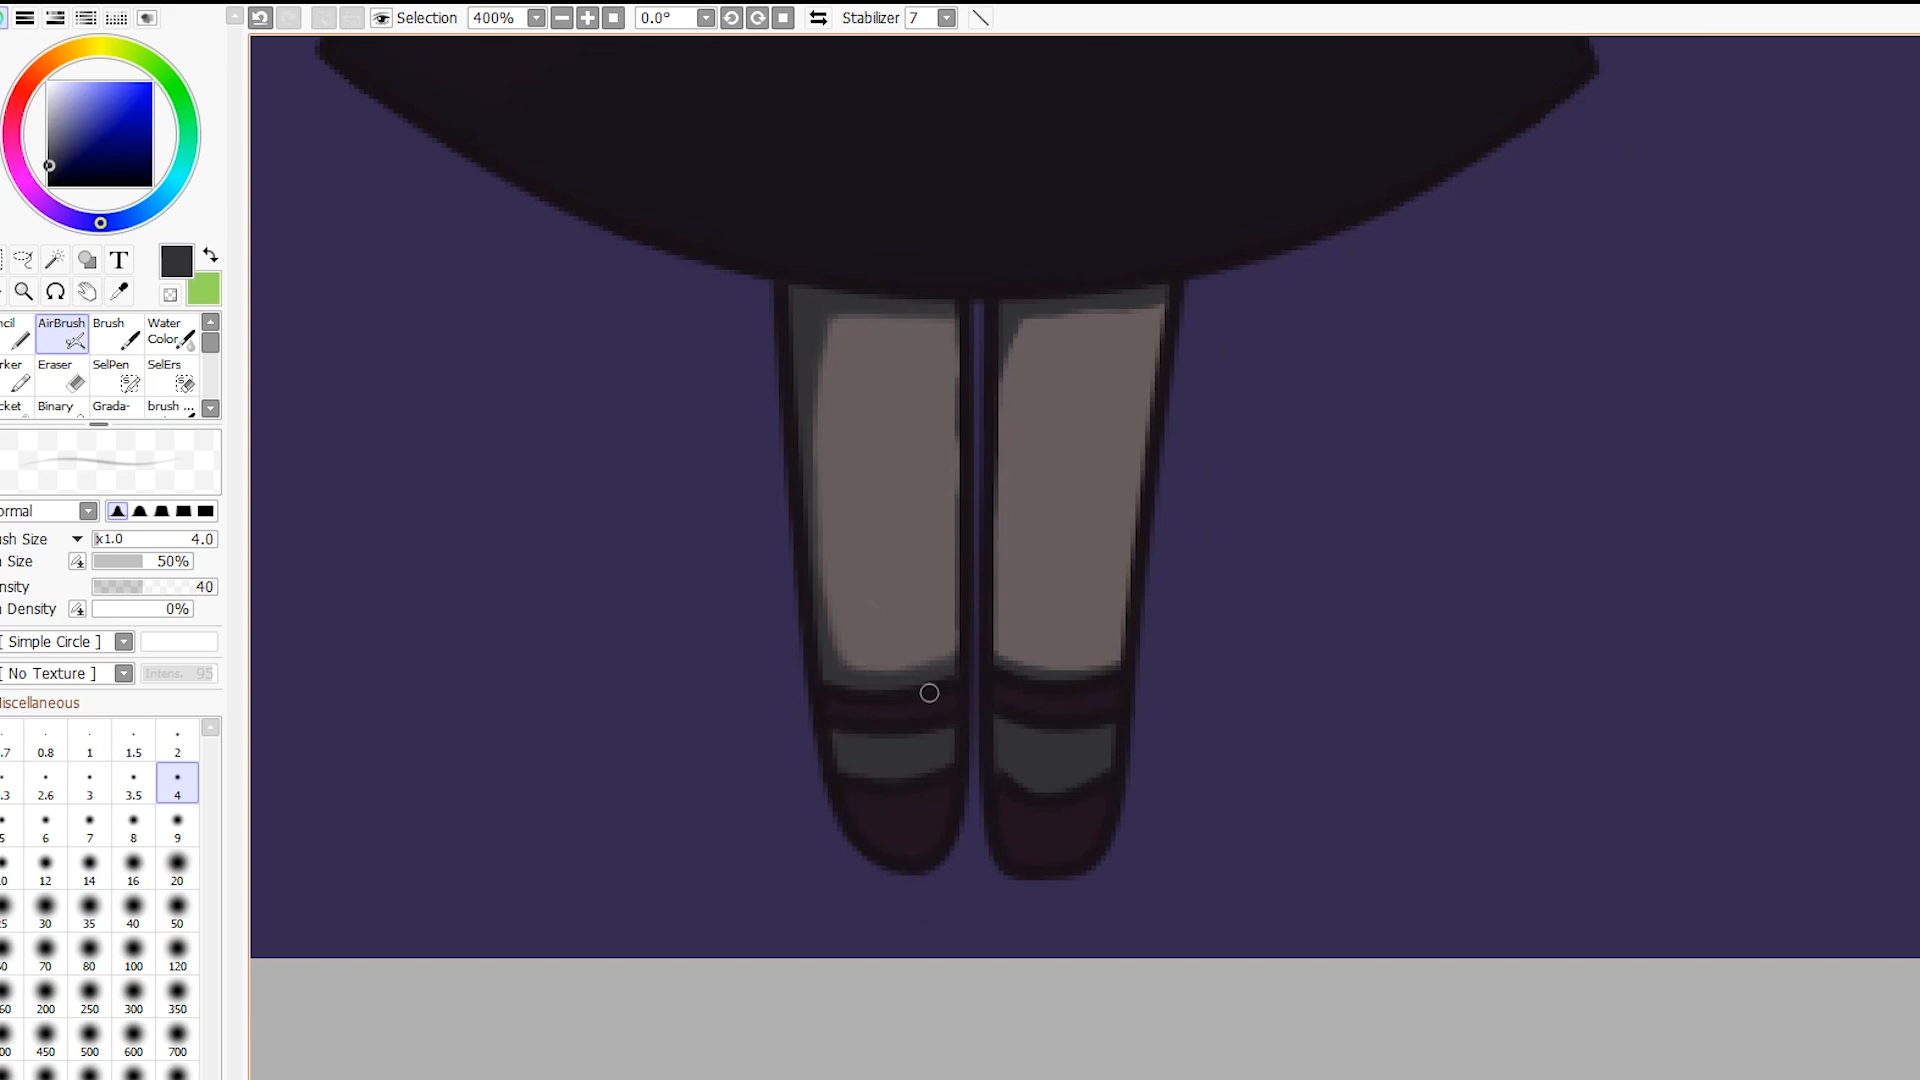 Selection 400% 0.0° Stabilizer 7
T
cil AirBrush Brush Water Color
rker Eraser SelPen SelErs
cket Binary Grada- brush ...
ormal
sh Size x1.0 4.0
Size 50%
nsity 40
Density 0%
[ Simple Circle ]
[ No Texture ] Intens. 95
iscellaneous
.7 0.8 1 1.5 2
.3 2.6 3 3.5 4
5 6 7 8 9
0 12 14 16 20
25 30 35 40 50
0 70 80 100 120
60 200 250 300 350
00 450 500 600 700